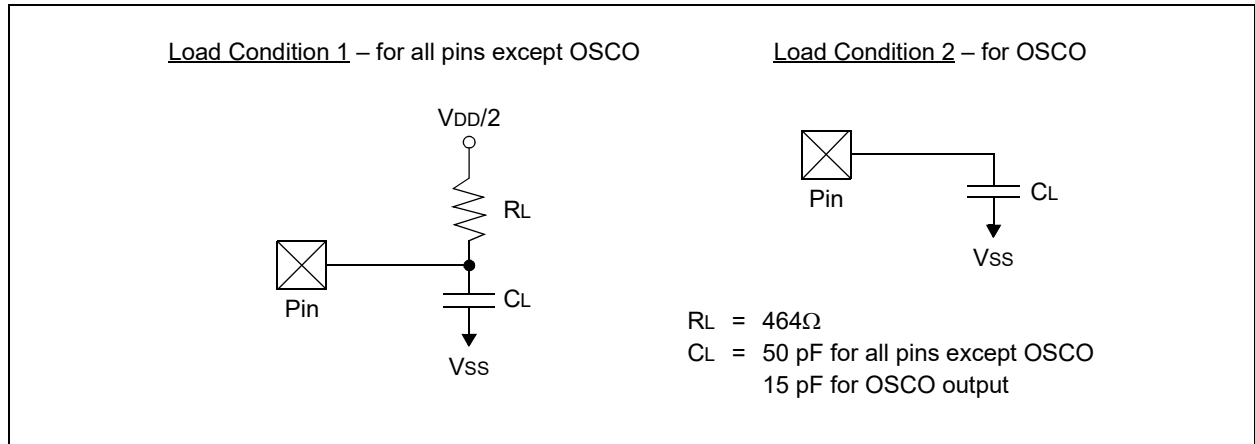 Load Condition 1 – for all pins except OSCO
VDD/2
RL
Pin
CL
VSS
Load Condition 2 – for OSCO
Pin
CL
VSS
RL = 464Ω
CL = 50 pF for all pins except OSCO
15 pF for OSCO output